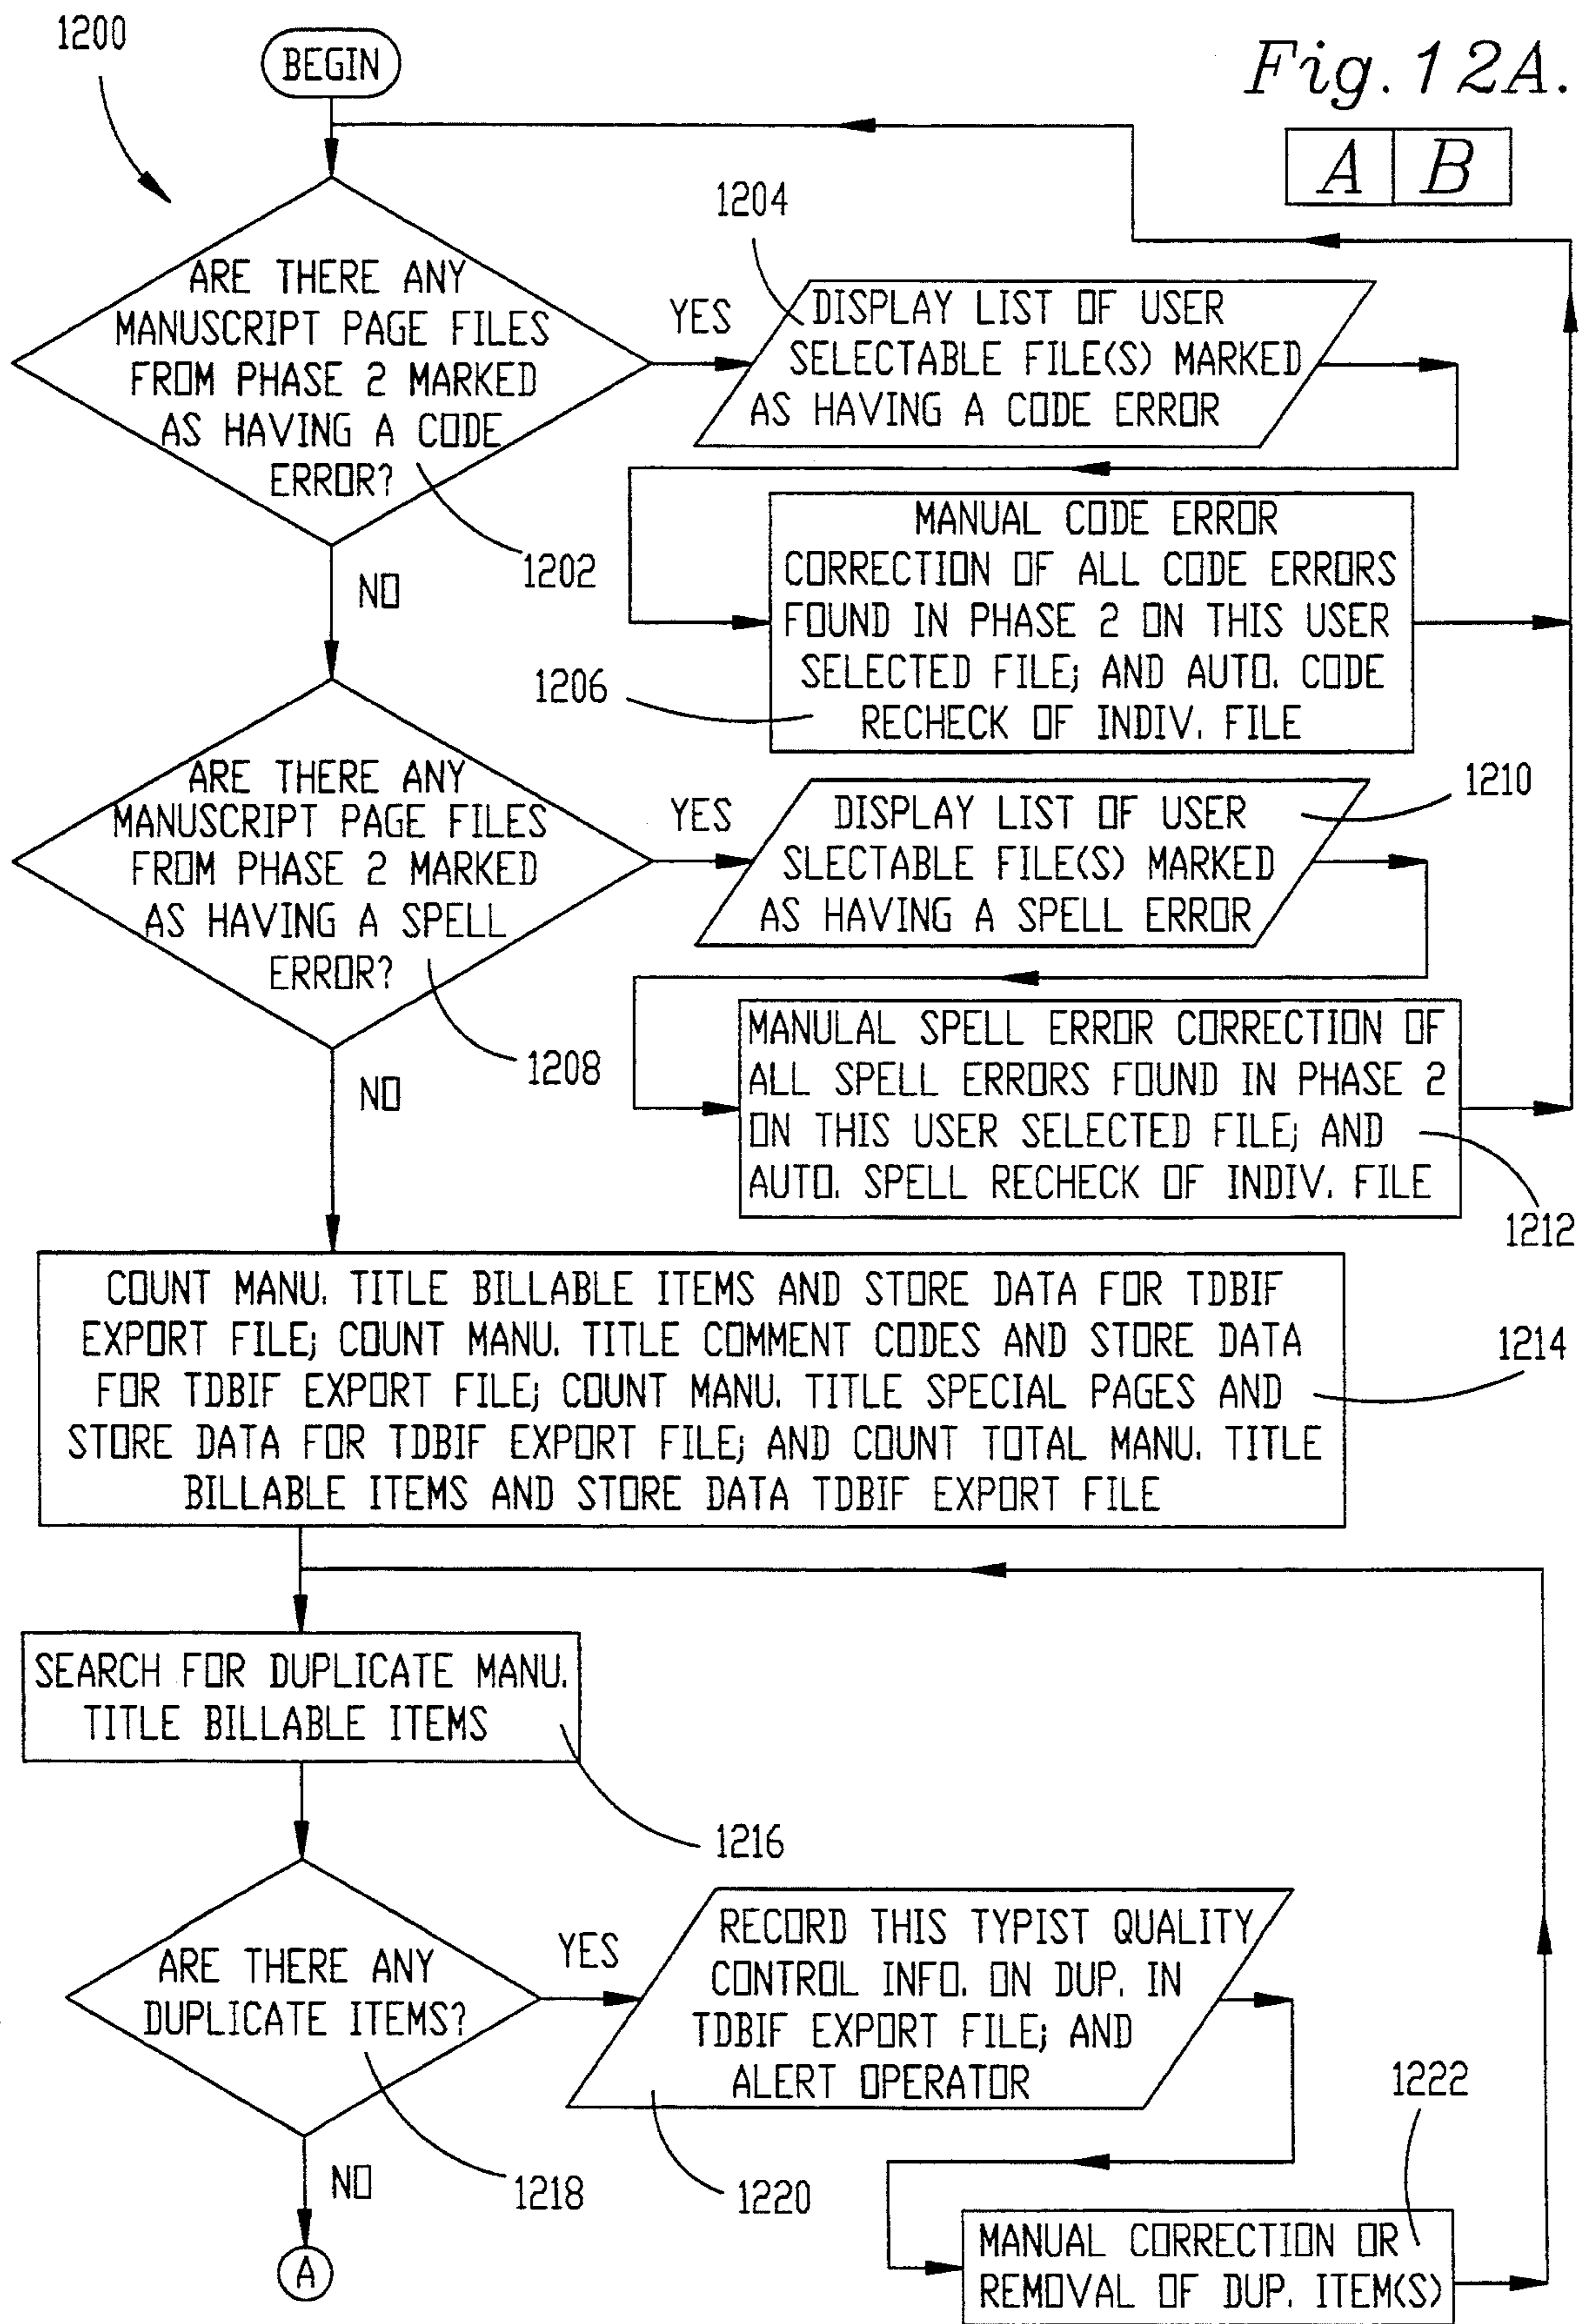 1200
BEGIN
Fig. 12A.
A B
ARE THERE ANY
MANUSCRIPT PAGE FILES
FROM PHASE 2 MARKED
AS HAVING A CODE
ERROR?
1202
YES
NO
1204
DISPLAY LIST OF USER
SELECTABLE FILE(S) MARKED
AS HAVING A CODE ERROR
MANUAL CODE ERROR
CORRECTION OF ALL CODE ERRORS
FOUND IN PHASE 2 ON THIS USER
SELECTED FILE; AND AUTO. CODE
RECHECK OF INDIV. FILE
1206
ARE THERE ANY
MANUSCRIPT PAGE FILES
FROM PHASE 2 MARKED
AS HAVING A SPELL
ERROR?
1208
YES
NO
DISPLAY LIST OF USER
SLECTABLE FILE(S) MARKED
AS HAVING A SPELL ERROR
1210
MANULAL SPELL ERROR CORRECTION OF
ALL SPELL ERRORS FOUND IN PHASE 2
ON THIS USER SELECTED FILE; AND
AUTO. SPELL RECHECK OF INDIV. FILE
1212
COUNT MANU. TITLE BILLABLE ITEMS AND STORE DATA FOR TDBIF
EXPORT FILE; COUNT MANU. TITLE COMMENT CODES AND STORE DATA
FOR TDBIF EXPORT FILE; COUNT MANU. TITLE SPECIAL PAGES AND
STORE DATA FOR TDBIF EXPORT FILE; AND COUNT TOTAL MANU. TITLE
BILLABLE ITEMS AND STORE DATA TDBIF EXPORT FILE
1214
SEARCH FOR DUPLICATE MANU.
TITLE BILLABLE ITEMS
1216
ARE THERE ANY
DUPLICATE ITEMS?
1218
YES
NO
RECORD THIS TYPIST QUALITY
CONTROL INFO. ON DUP. IN
TDBIF EXPORT FILE; AND
ALERT OPERATOR
1220
1222
MANUAL CORRECTION OR
REMOVAL OF DUP. ITEM(S)
A